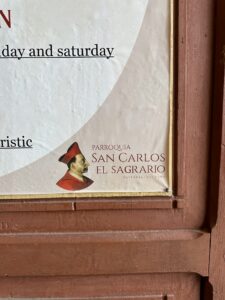 N
day and saturday
ristic
PARROQUIA
SAN CARLOS
EL SAGRARIO